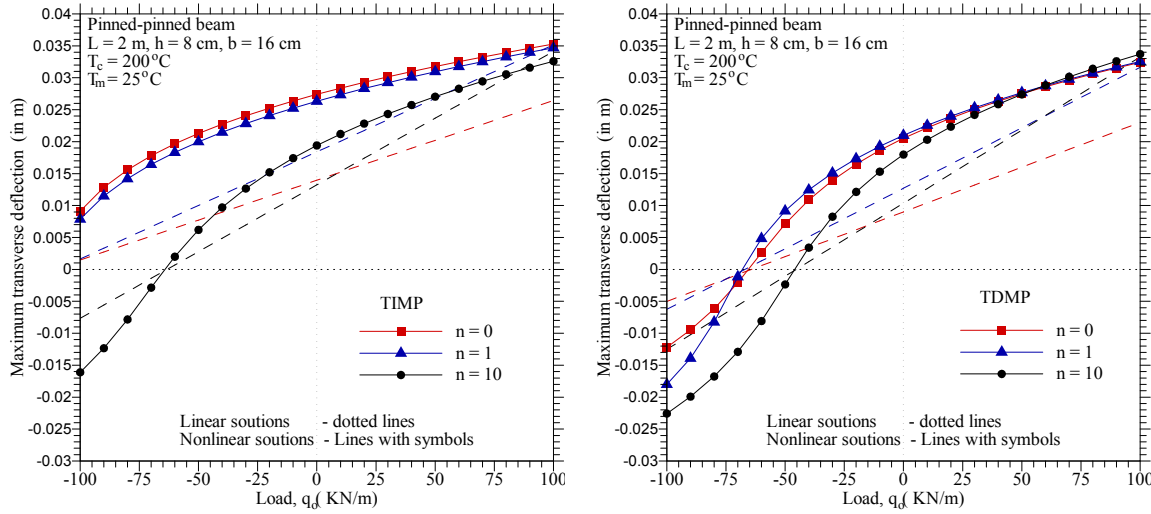 0.04
0.035
0.03
0.025
0.02
0.015
0.01
0.005
0
-0.005
-0.01
-0.015
-0.02
-0.025
-0.03
Maximum transverse deflection (in m)
Pinned-pinned beam
L = 2 m, h = 8 cm, b = 16 cm
T_c = 200°C
T_m = 25°C
TIMP
n = 0
n = 1
n = 10
Linear soutions - dotted lines
Nonlinear soutions - Lines with symbols
-100 -75 -50 -25 0 25 50 75 100
Load, q_o( KN/m)
0.04
0.035
0.03
0.025
0.02
0.015
0.01
0.005
0
-0.005
-0.01
-0.015
-0.02
-0.025
-0.03
Maximum transverse deflection (in m)
Pinned-pinned beam
L = 2 m, h = 8 cm, b = 16 cm
T_c = 200°C
T_m = 25°C
TDMP
n = 0
n = 1
n = 10
Linear soutions - dotted lines
Nonlinear soutions - Lines with symbols
-100 -75 -50 -25 0 25 50 75 100
Load, q_o( KN/m)